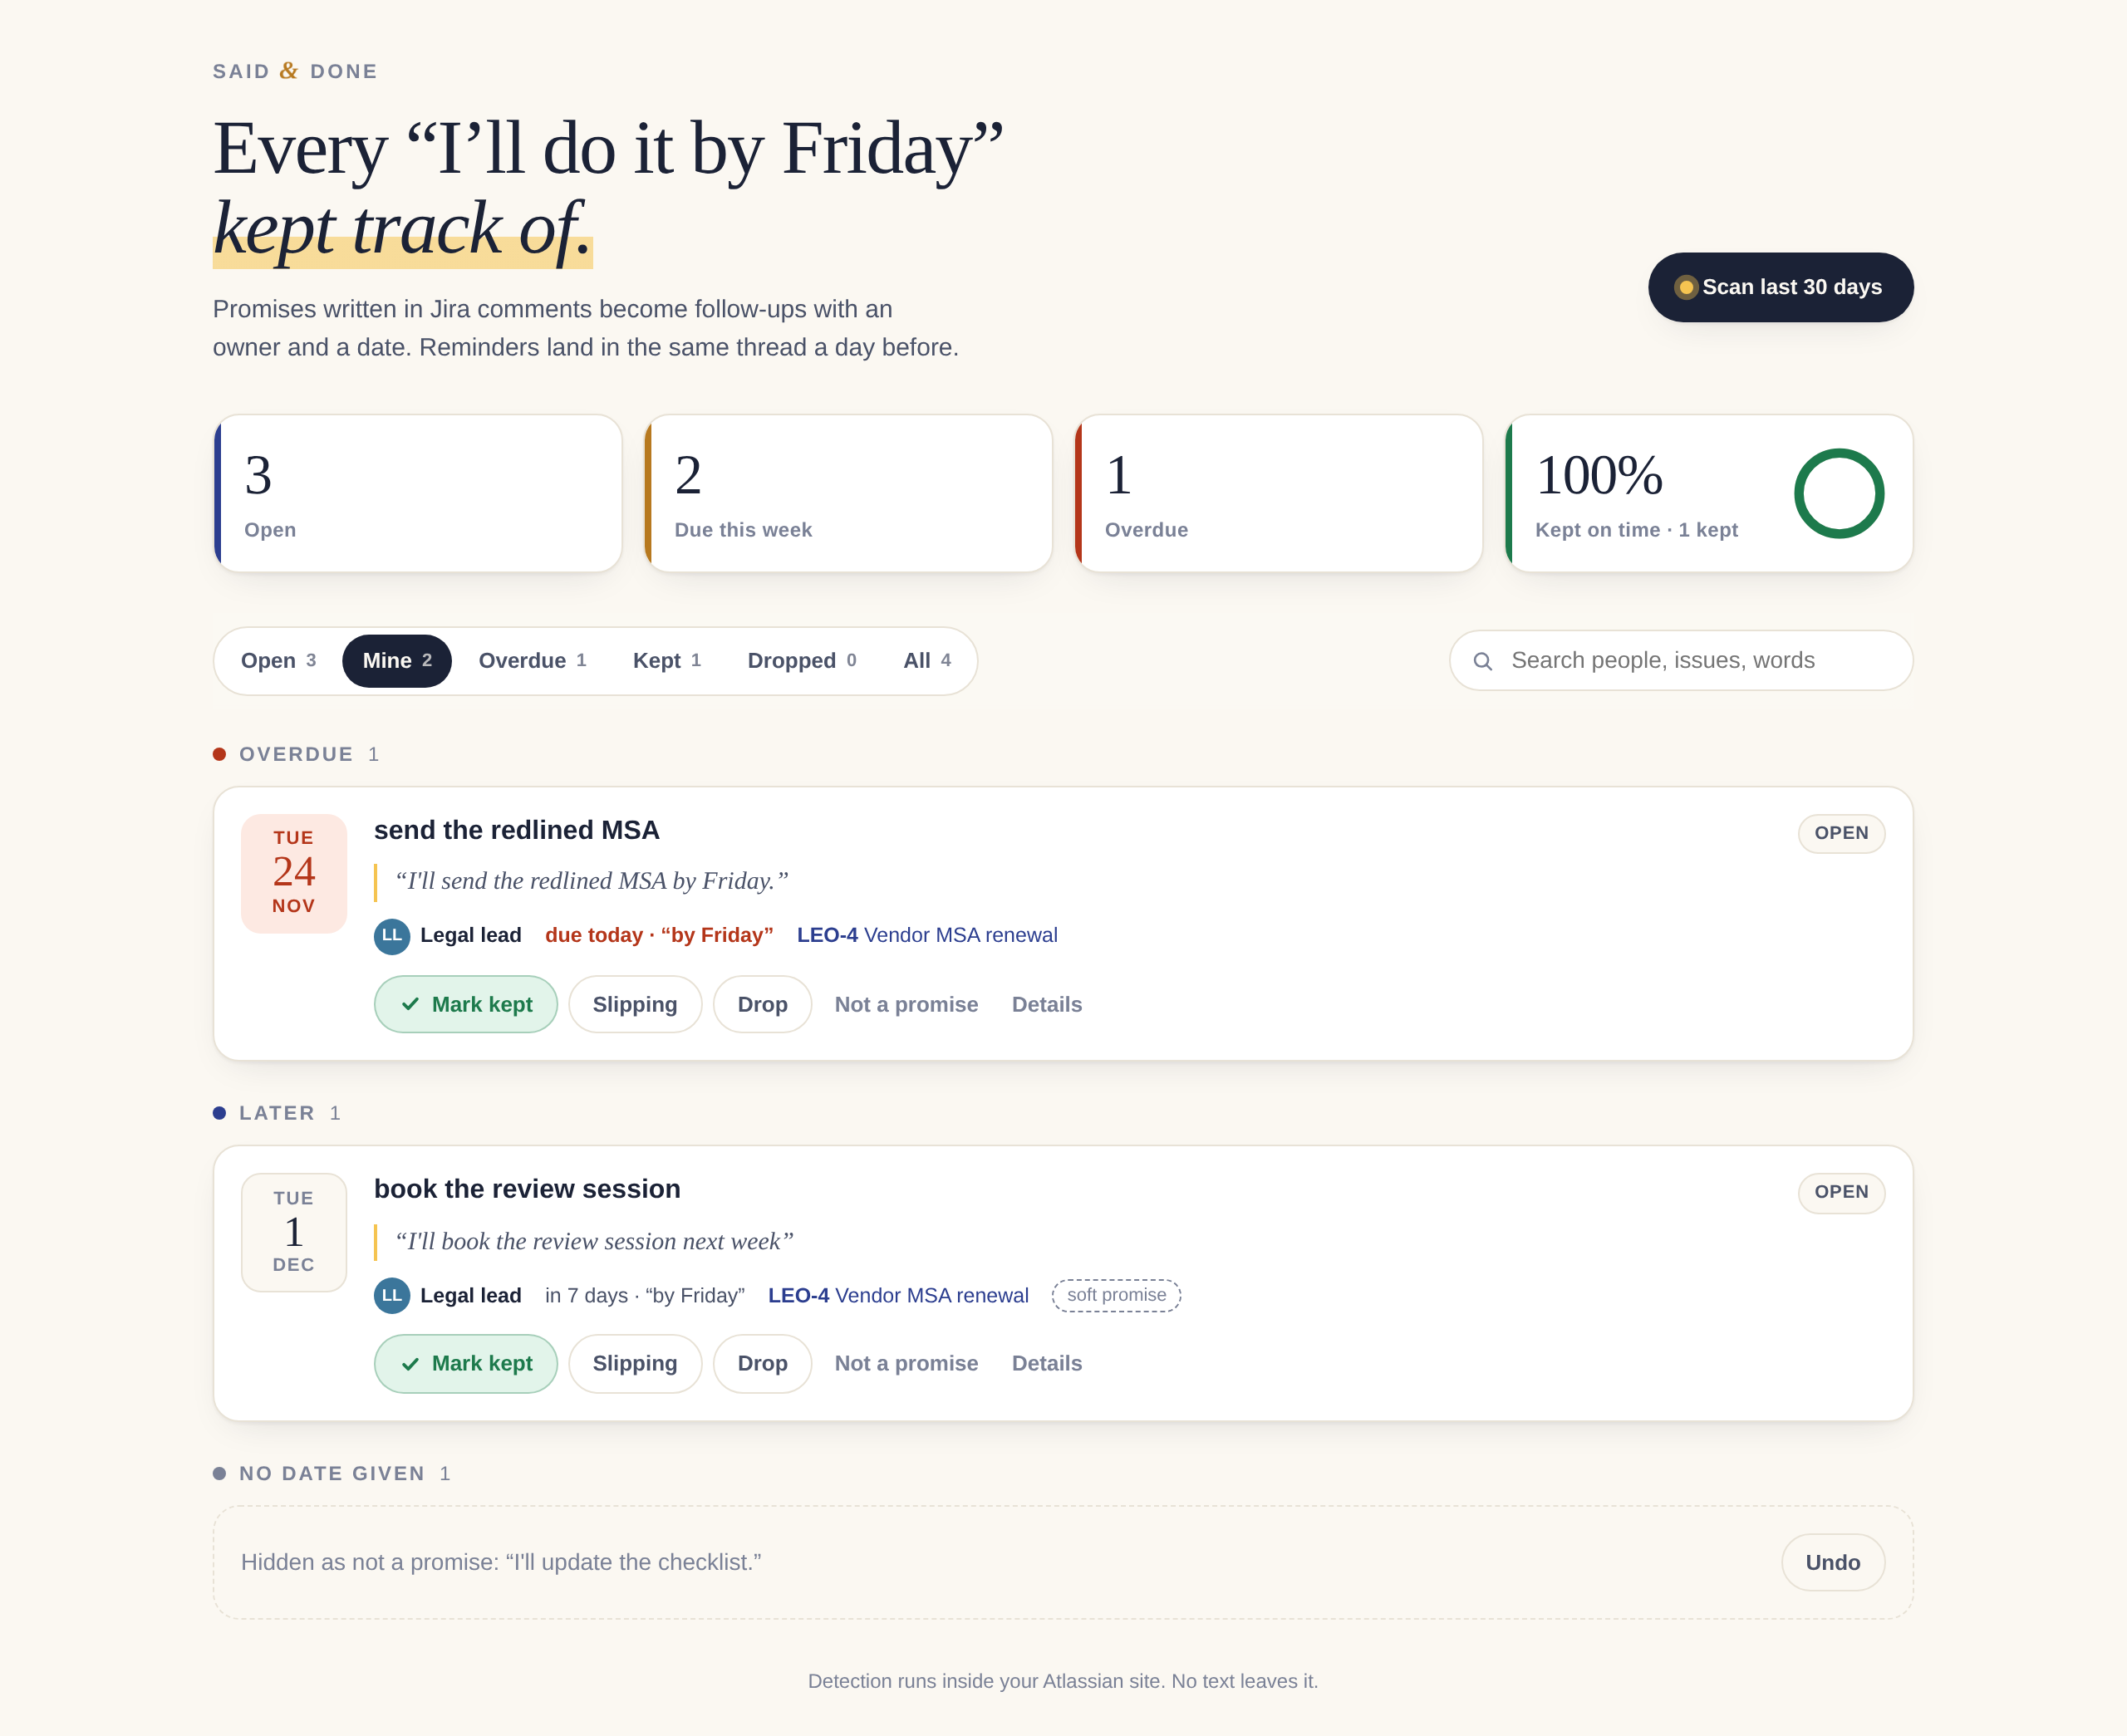 SAID & DONE
Every “I’ll do it by Friday”
kept track of.
Promises written in Jira comments become follow-ups with an
owner and a date. Reminders land in the same thread a day before.
Scan last 30 days
3
Open
2
Due this week
1
Overdue
100%
Kept on time · 1 kept
Open 3 Mine 2 Overdue 1 Kept 1 Dropped 0 All 4
Search people, issues, words
OVERDUE 1
TUE
24
NOV
send the redlined MSA
OPEN
“I'll send the redlined MSA by Friday.”
LL Legal lead due today · “by Friday” LEO-4 Vendor MSA renewal
Mark kept Slipping Drop Not a promise Details
LATER 1
TUE
1
DEC
book the review session
OPEN
“I'll book the review session next week”
LL Legal lead in 7 days · “by Friday” LEO-4 Vendor MSA renewal soft promise
Mark kept Slipping Drop Not a promise Details
NO DATE GIVEN 1
Hidden as not a promise: “I'll update the checklist.” Undo
Detection runs inside your Atlassian site. No text leaves it.